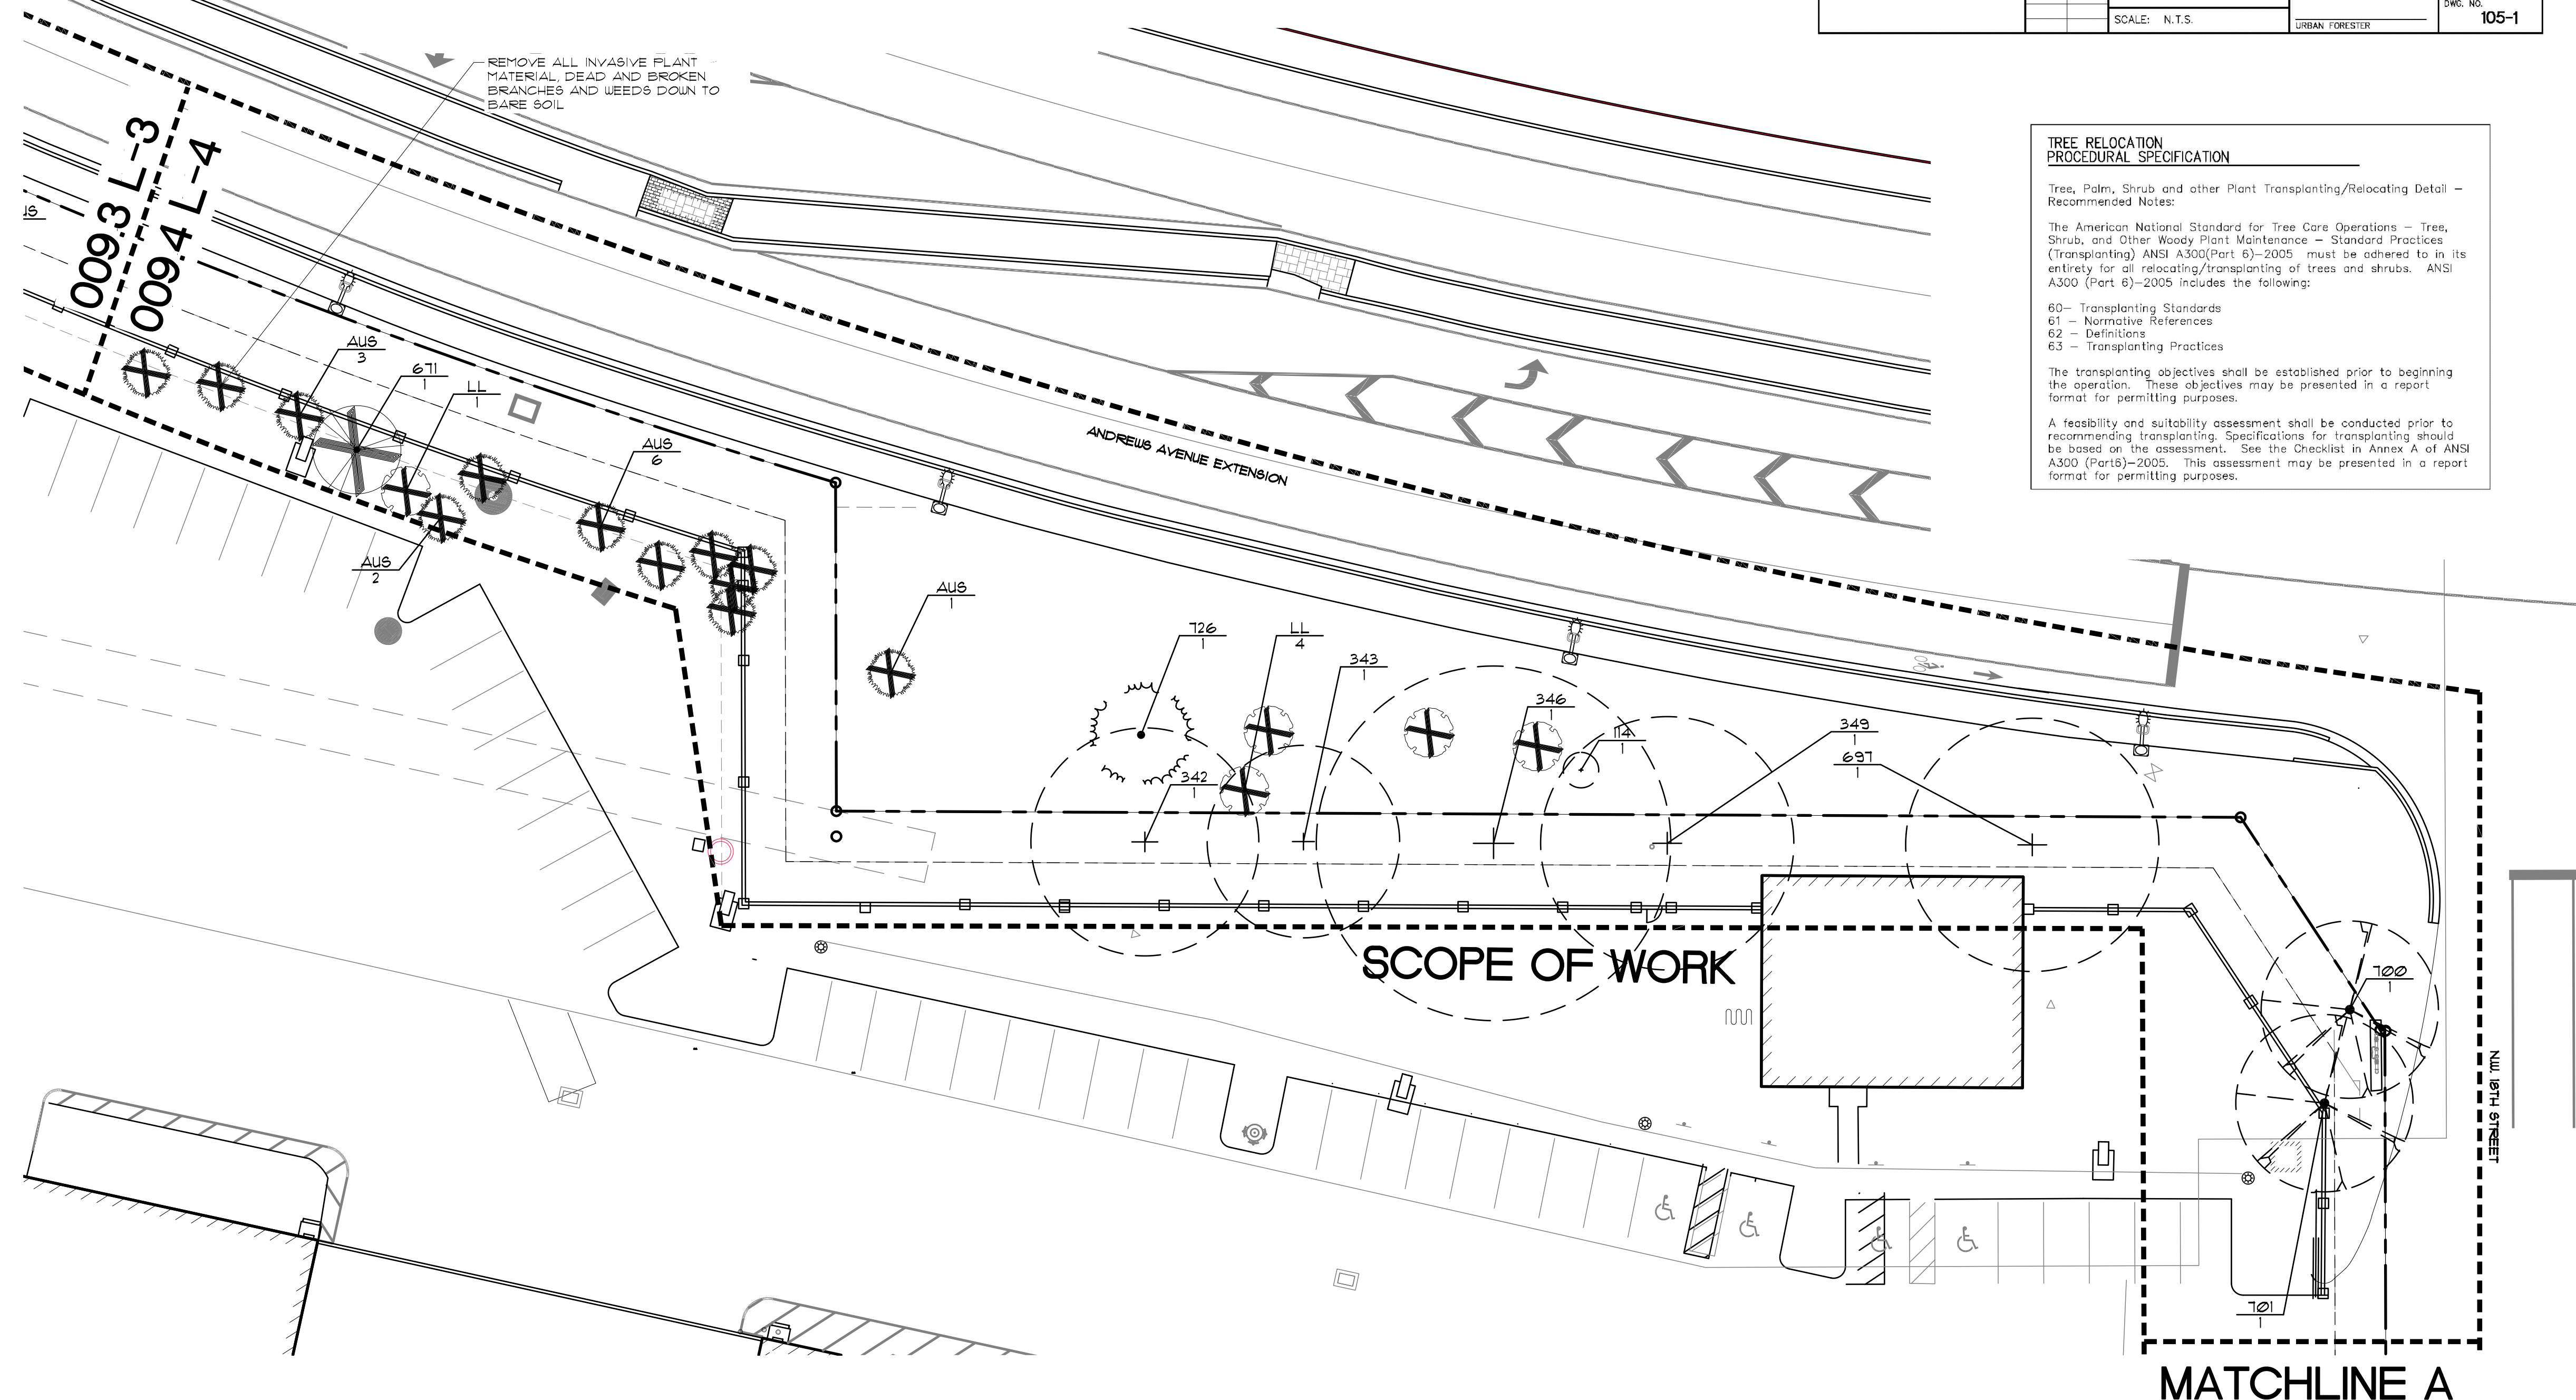 DWG. NO.
105-1
SCALE: N.T.S.
URBAN FORESTER
REMOVE ALL INVASIVE PLANT
MATERIAL, DEAD AND BROKEN
BRANCHES AND WEEDS DOWN TO
BARE SOIL
009.3 L-3
009.4 L-4
TREE RELOCATION
PROCEDURAL SPECIFICATION
Tree, Palm, Shrub and other Plant Transplanting/Relocating Detail –
Recommended Notes:
The American National Standard for Tree Care Operations – Tree,
Shrub, and Other Woody Plant Maintenance – Standard Practices
(Transplanting) ANSI A300(Part 6)–2005 must be adhered to in its
entirety for all relocating/transplanting of trees and shrubs. ANSI
A300 (Part 6)–2005 includes the following:
60– Transplanting Standards
61 – Normative References
62 – Definitions
63 – Transplanting Practices
The transplanting objectives shall be established prior to beginning
the operation. These objectives may be presented in a report
format for permitting purposes.
A feasibility and suitability assessment shall be conducted prior to
recommending transplanting. Specifications for transplanting should
be based on the assessment. See the Checklist in Annex A of ANSI
A300 (Part6)–2005. This assessment may be presented in a report
format for permitting purposes.
AUS
3
671
1
LL
1
AUS
6
AUS
2
ANDREWS AVENUE EXTENSION
AUS
1
726
1
LL
4
343
1
346
1
114
1
349
1
697
1
342
1
SCOPE OF WORK
700
1
N.W. 18TH STREET
701
1
MATCHLINE A